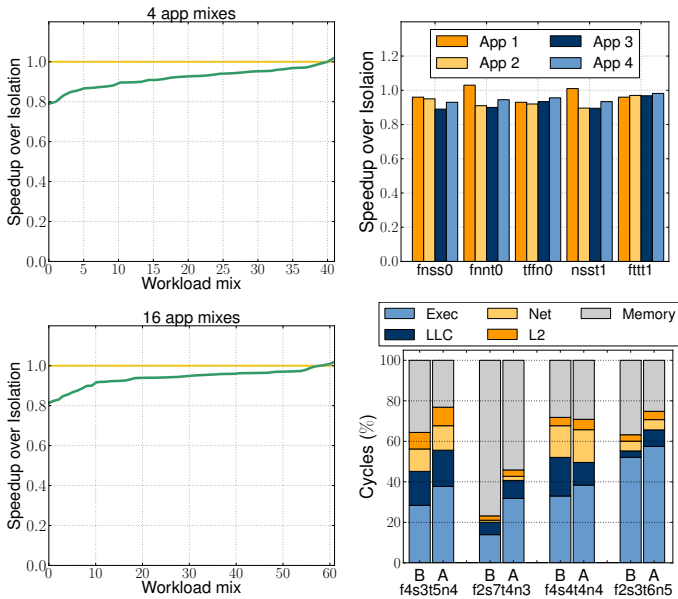 4 app mixes
Speedup over Isolation
1.0
0.8
0.6
0.4
0.2
0.0
0 5 10 15 20 25 30 35 40
Workload mix
Speedup over Isolaion
1.2
1.0
0.8
0.6
0.4
0.2
0.0
App 1 App 3
App 2 App 4
fnss0 fnnt0 tffn0 nsst1 fttt1
16 app mixes
Speedup over Isolation
1.0
0.8
0.6
0.4
0.2
0.0
0 10 20 30 40 50 60
Workload mix
Exec Net Memory
LLC L2
Cycles (%)
100
80
60
40
20
0
B A B A B A B A
f4s3t5n4 f2s7t4n3 f4s4t4n4 f2s3t6n5